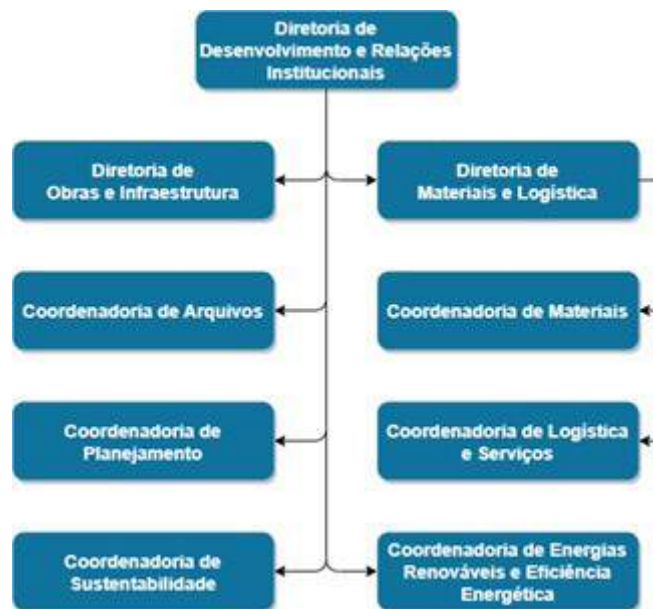 Diretoria de
Desenvolvimento e Relações
Institucionais
Diretoria de
Obras e Infraestrutura
Diretoria de
Materiais e Logística
Coordenadoria de Arquivos
Coordenadoria de Materiais
Coordenadoria de
Planejamento
Coordenadoria de Logística
e Serviços
Coordenadoria de
Sustentabilidade
Coordenadoria de Energias
Renováveis e Eficiência
Energética